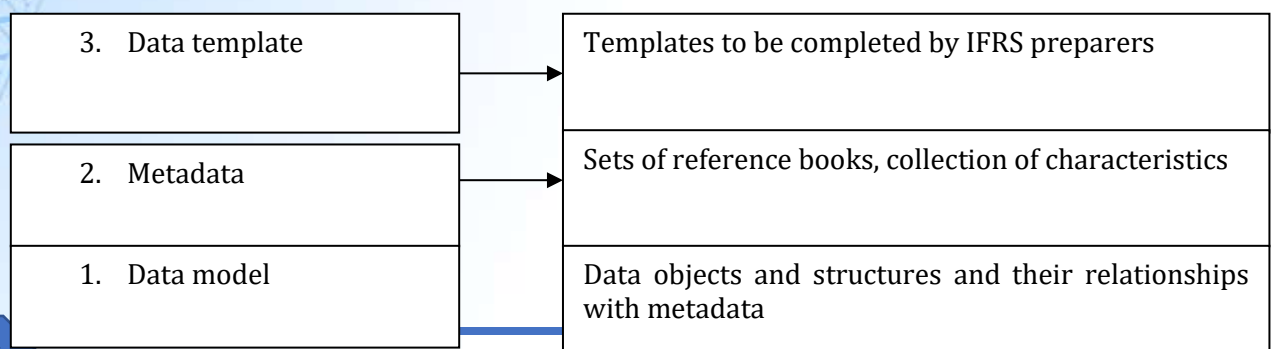 3. Data template
Templates to be completed by IFRS preparers
2. Metadata
Sets of reference books, collection of characteristics
1. Data model
Data objects and structures and their relationships
with metadata